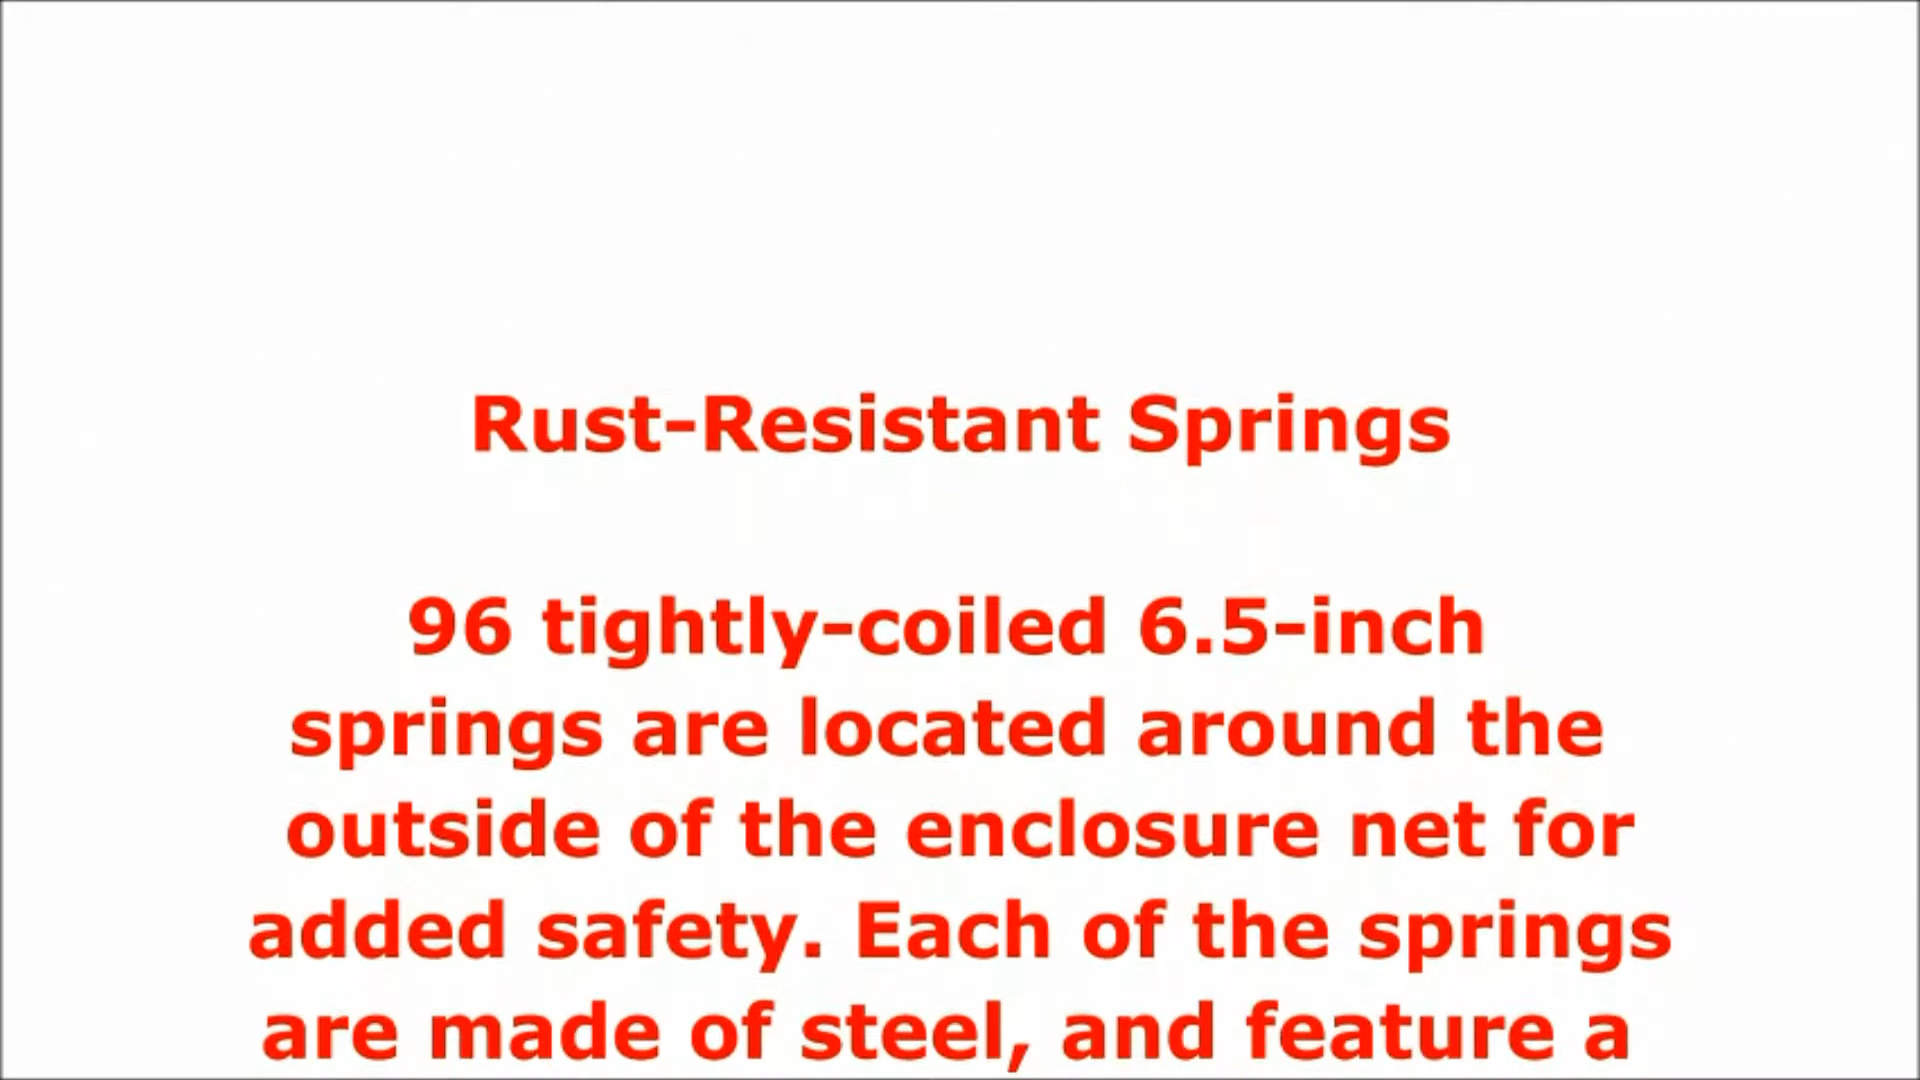 Rust-Resistant Springs
96 tightly-coiled 6.5-inch
springs are located around the
outside of the enclosure net for
added safety. Each of the springs
are made of steel, and feature a